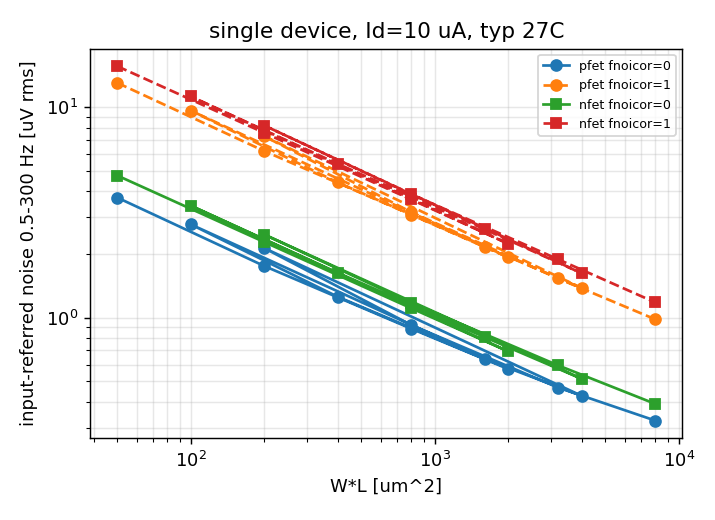 single device, Id=10 uA, typ 27C
input-referred noise 0.5-300 Hz [uV rms]
10^1
10^0
pfet fnoicor=0
pfet fnoicor=1
nfet fnoicor=0
nfet fnoicor=1
10^2 10^3 10^4
W*L [um^2]